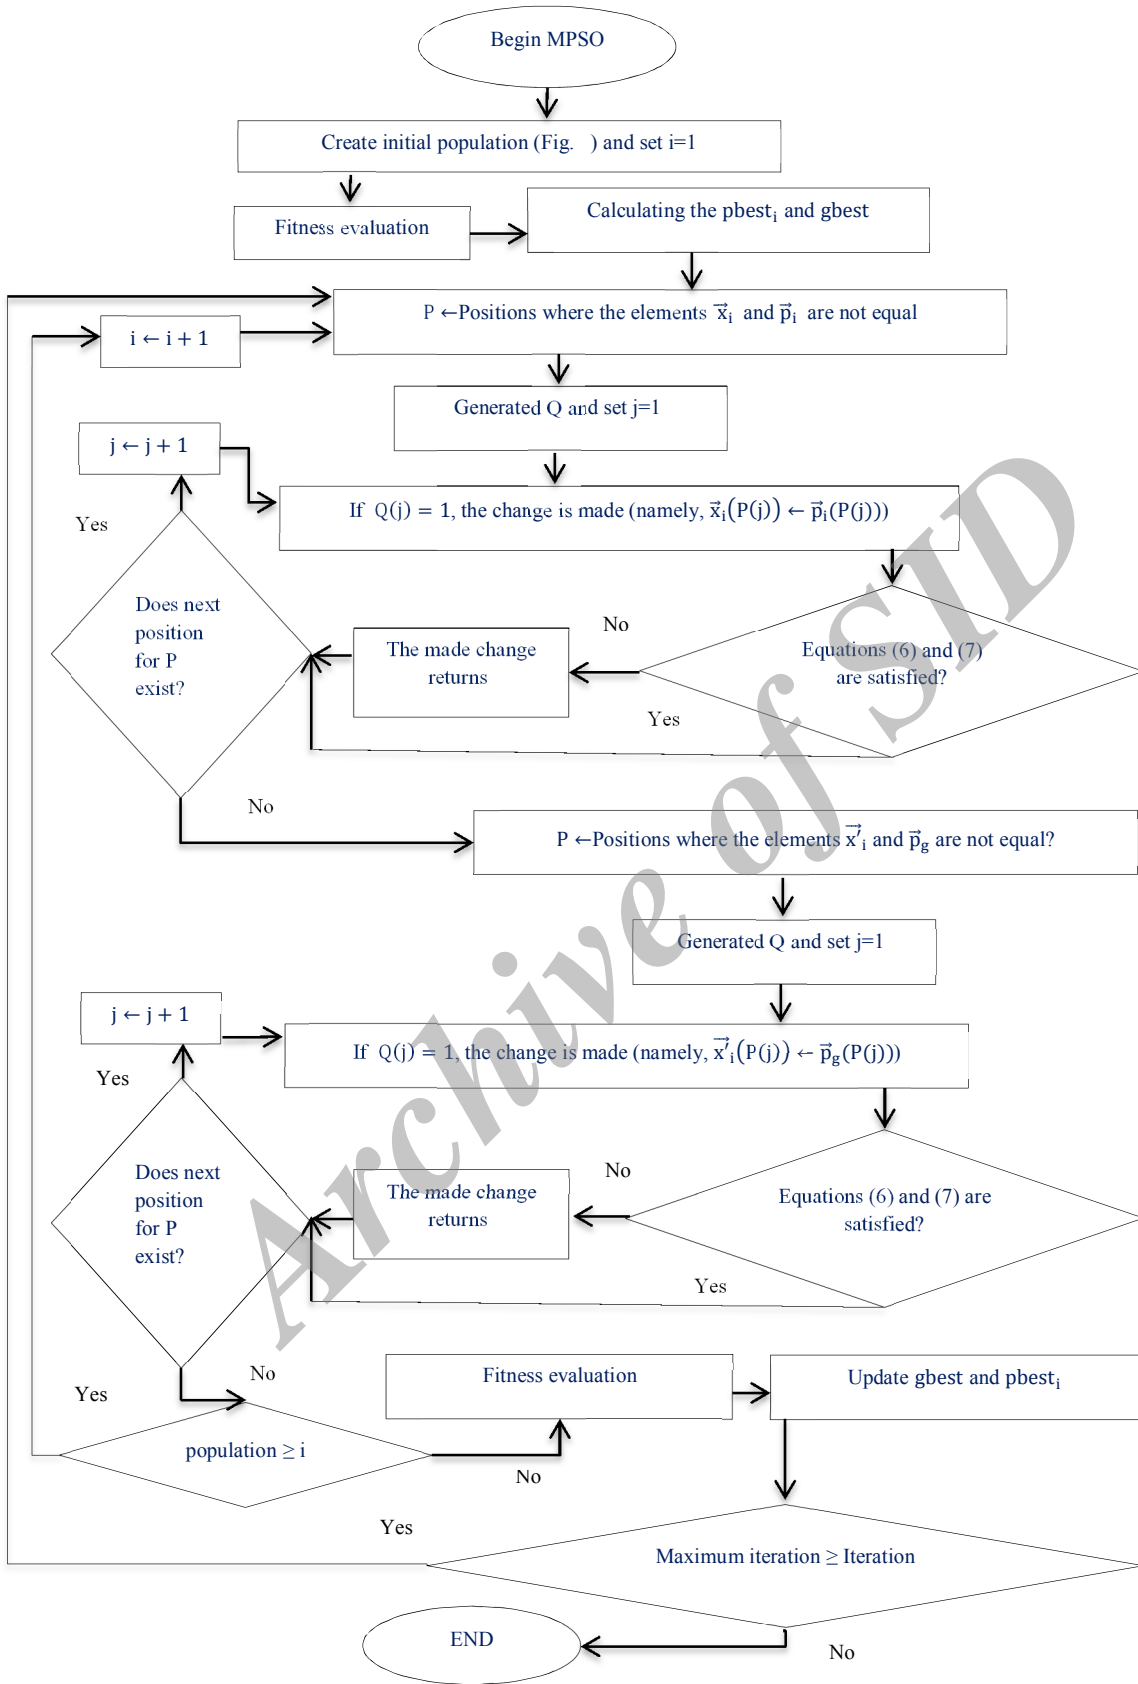 Begin MPSO
Create initial population (Fig. ) and set i=1
Fitness evaluation
Calculating the pbest_i and gbest
P ←Positions where the elements x⃗_i and p⃗_i are not equal
i ← i + 1
Generated Q and set j=1
j ← j + 1
If Q(j) = 1, the change is made (namely, x⃗_i(P(j)) ← p⃗_i(P(j)))
Yes
Does next
position
for P
exist?
The made change
returns
No
Equations (6) and (7)
are satisfied?
Yes
No
P ←Positions where the elements x⃗'_i and p⃗_g are not equal?
Generated Q and set j=1
j ← j + 1
If Q(j) = 1, the change is made (namely, x⃗'_i(P(j)) ← p⃗_g(P(j)))
Yes
Does next
position
for P
exist?
The made change
returns
No
Equations (6) and (7) are
satisfied?
Yes
No
Yes
population ≥ i
No
Fitness evaluation
Update gbest and pbest_i
Yes
Maximum iteration ≥ Iteration
No
END
Archive of SID